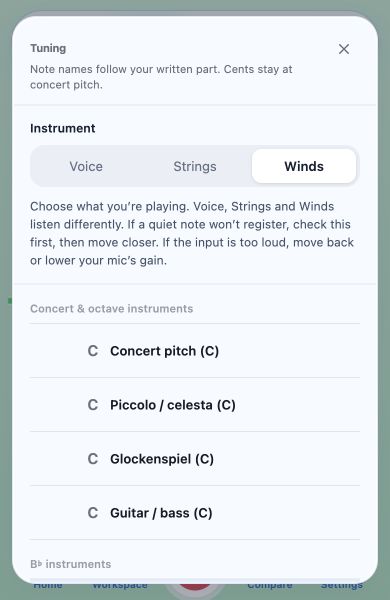 Tuning
Note names follow your written part. Cents stay at
concert pitch.
Instrument
Voice
Strings
Winds
Choose what you’re playing. Voice, Strings and Winds
listen differently. If a quiet note won’t register, check this
first, then move closer. If the input is too loud, move back
or lower your mic’s gain.
Concert & octave instruments
C Concert pitch (C)
C Piccolo / celesta (C)
C Glockenspiel (C)
C Guitar / bass (C)
B♭ instruments
Home Workspace Compare Settings